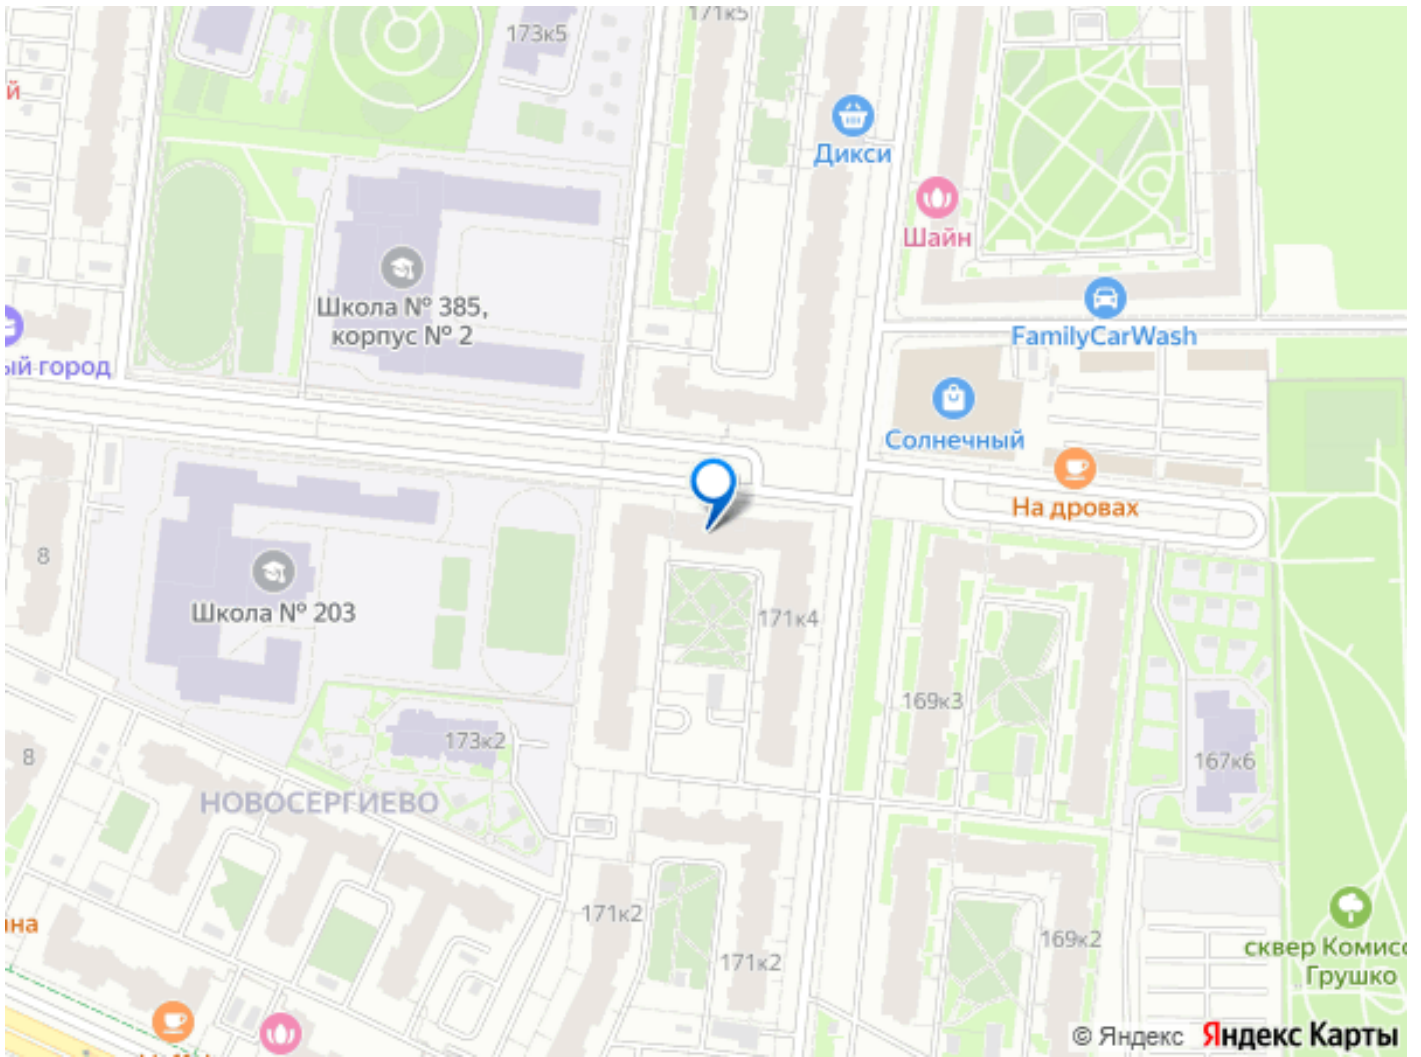 171к5
173к5
й
Дикси
Шайн
Школа № 385,
корпус № 2
FamilyCarWash
ый город
Солнечный
На дровах
8
Школа № 203
171к4
169к3
173к2
8
167к6
НОВОСЕРГИЕВО
171к2
на
169к2
171к2
сквер Комисс
Грушко
© Яндекс Яндекс Карты